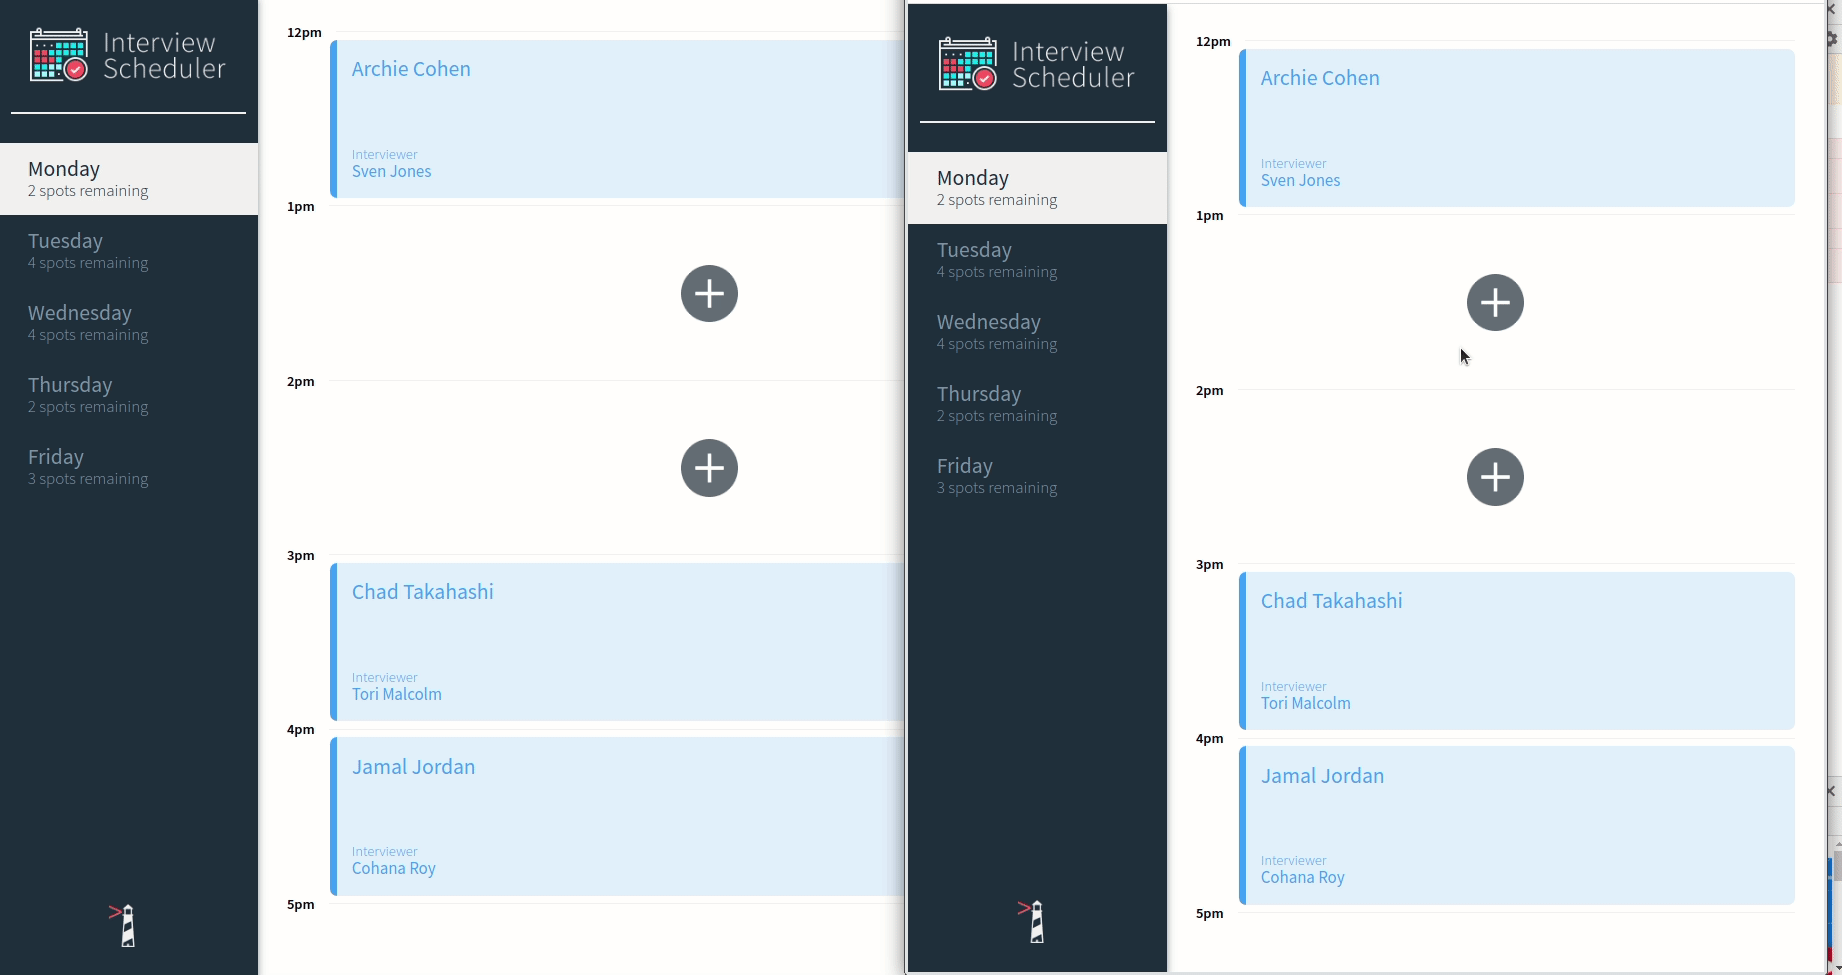 Interview
Scheduler
Monday
2 spots remaining
Tuesday
4 spots remaining
Wednesday
4 spots remaining
Thursday
2 spots remaining
Friday
3 spots remaining
>
12pm
Archie Cohen
Interviewer
Sven Jones
1pm
2pm
3pm
Chad Takahashi
Interviewer
Tori Malcolm
4pm
Jamal Jordan
Interviewer
Cohana Roy
5pm
Interview
Scheduler
Monday
2 spots remaining
Tuesday
4 spots remaining
Wednesday
4 spots remaining
Thursday
2 spots remaining
Friday
3 spots remaining
>
12pm
Archie Cohen
Interviewer
Sven Jones
1pm
2pm
3pm
Chad Takahashi
Interviewer
Tori Malcolm
4pm
Jamal Jordan
Interviewer
Cohana Roy
5pm